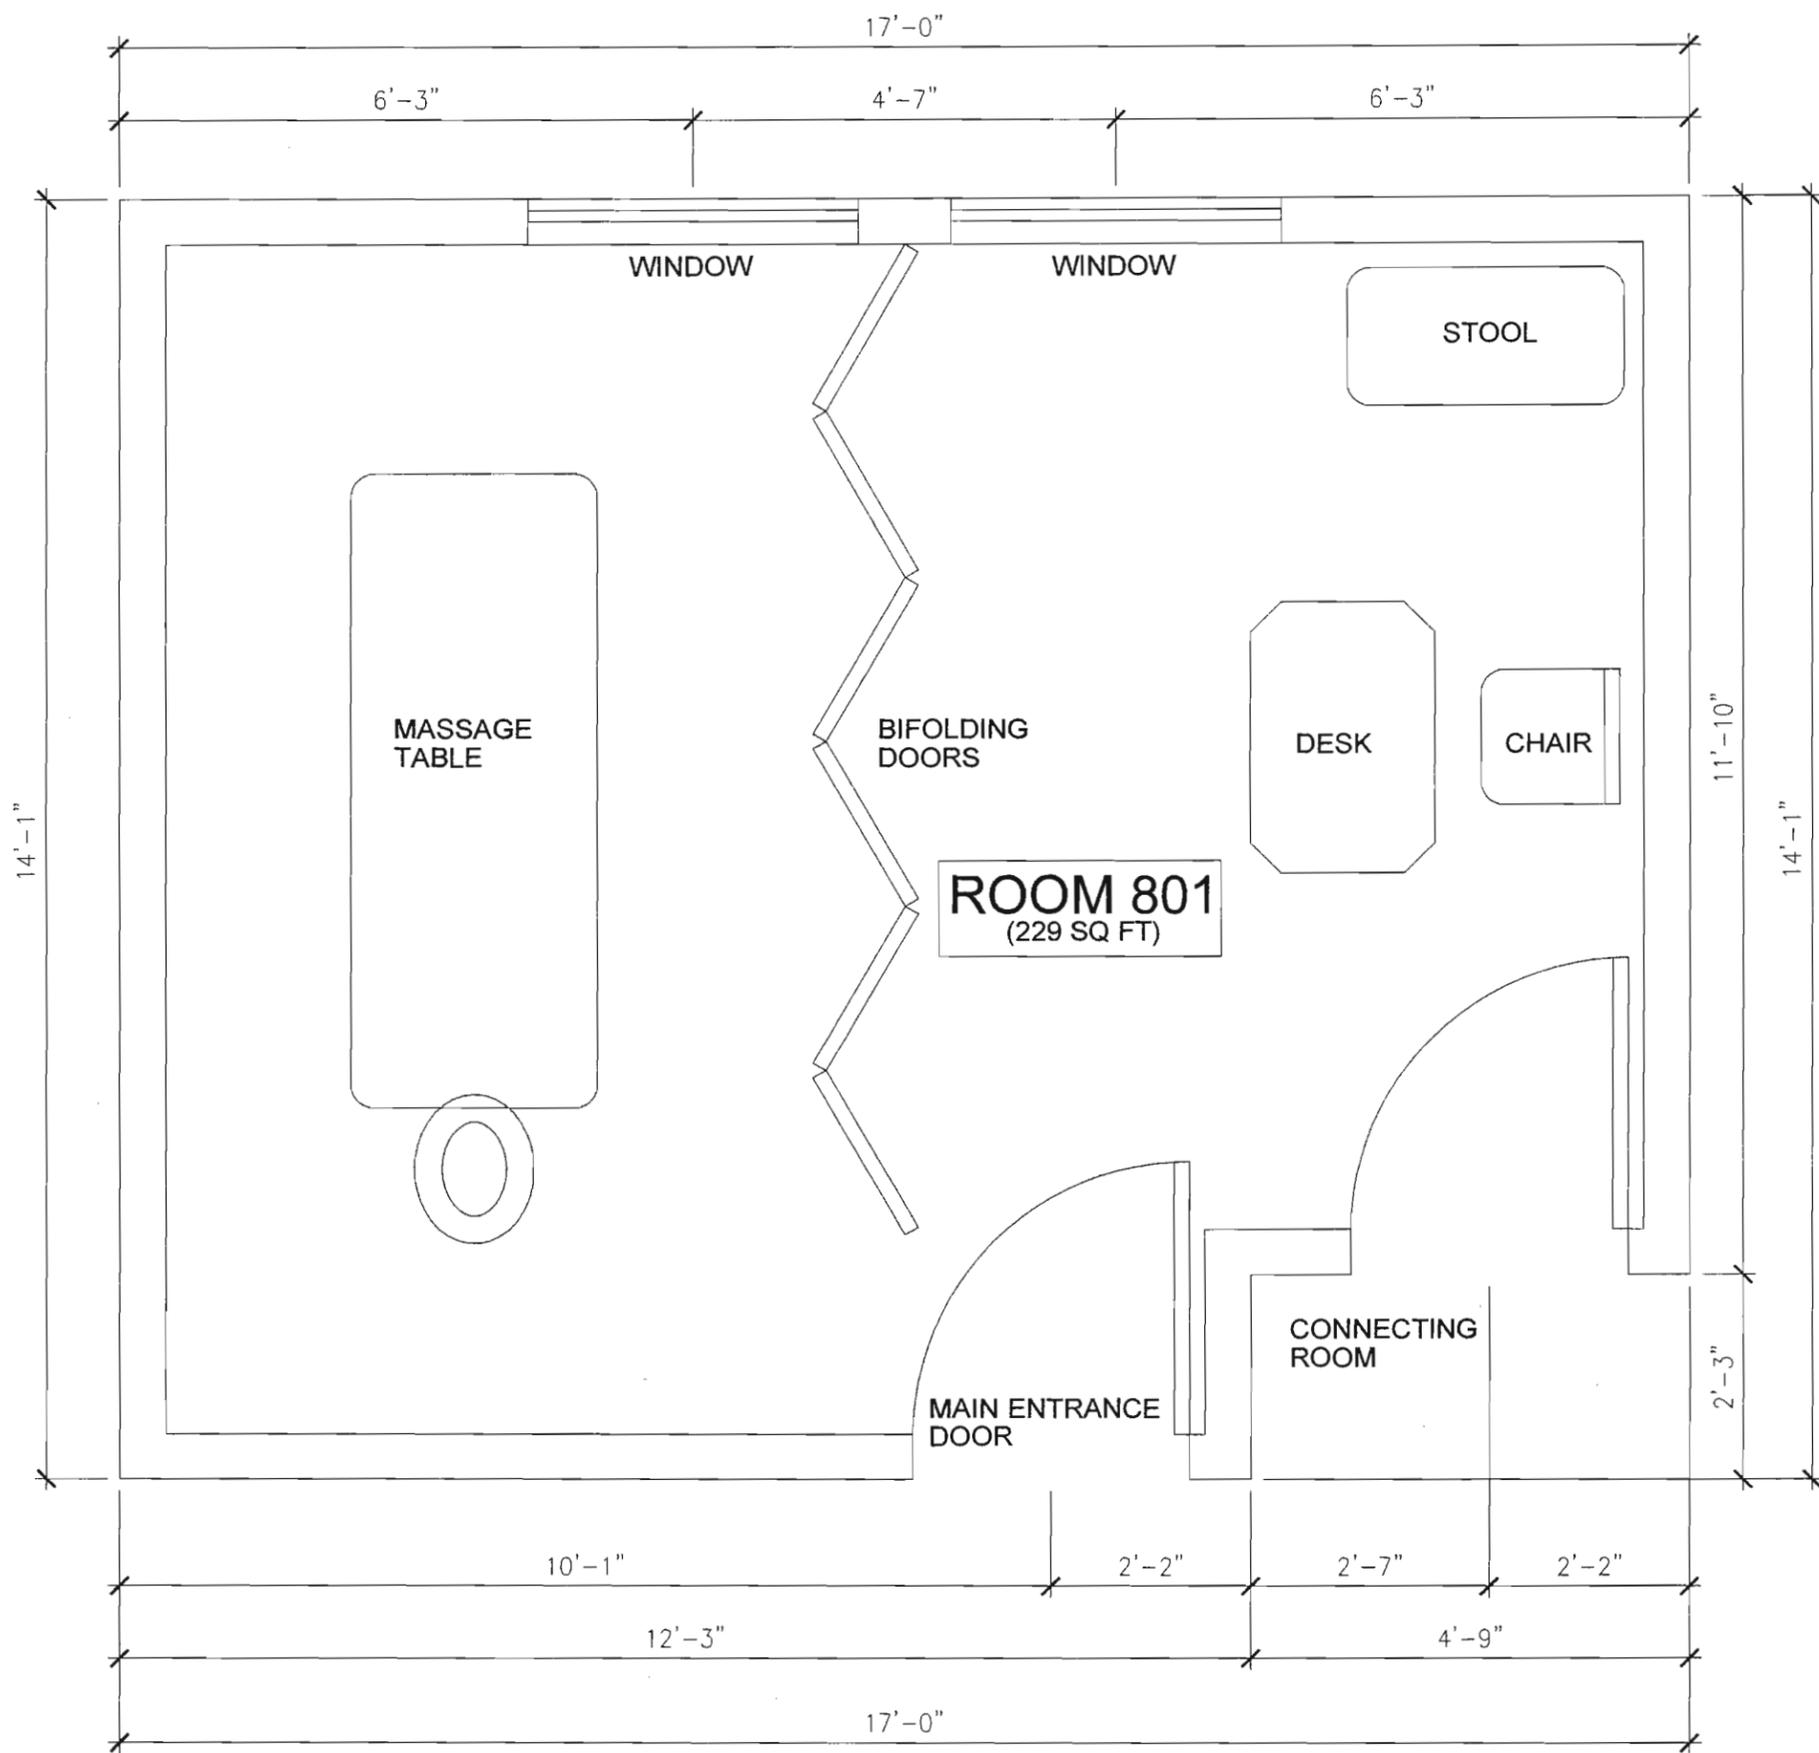 17'-0"
6'-3"
4'-7"
6'-3"
WINDOW
WINDOW
STOOL
MASSAGE
TABLE
BIFOLDING
DOORS
DESK
CHAIR
11'-10"
14'-1"
14'-1"
ROOM 801
(229 SQ FT)
CONNECTING
ROOM
2'-3"
MAIN ENTRANCE
DOOR
10'-1"
2'-2"
2'-7"
2'-2"
12'-3"
4'-9"
17'-0"